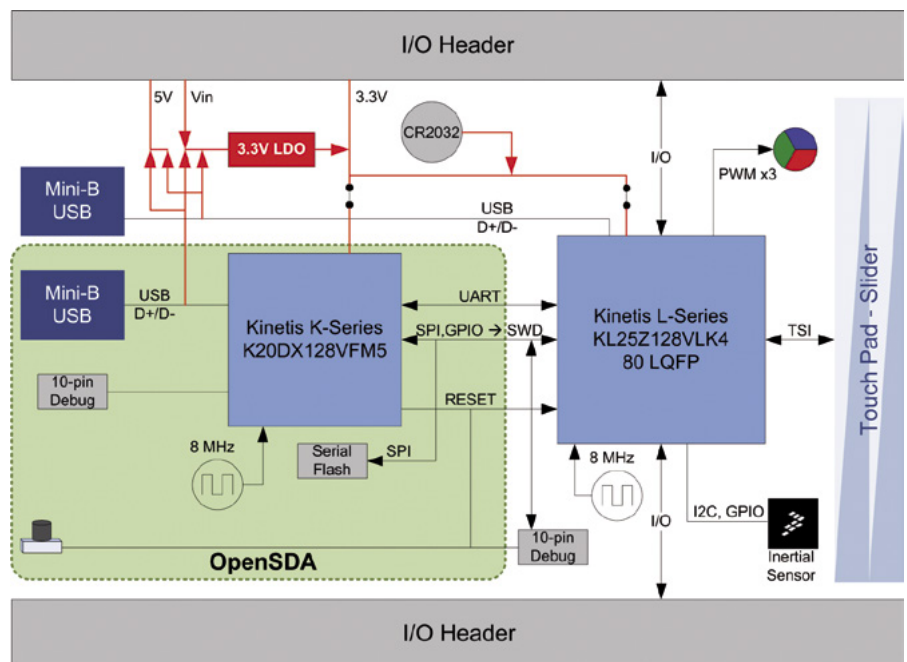 I/O Header
5V
Vin
3.3V
3.3V LDO
CR2032
I/O
PWM x3
Mini-B
USB
USB
D+/D-
Mini-B
USB
USB
D+/D-
Kinetis K-Series
K20DX128VFM5
UART
SPI,GPIO → SWD
RESET
Kinetis L-Series
KL25Z128VLK4
80 LQFP
TSI
Touch Pad - Slider
10-pin
Debug
8 MHz
Serial
Flash
SPI
8 MHz
I/O
I2C, GPIO
10-pin
Debug
Inertial
Sensor
OpenSDA
I/O Header